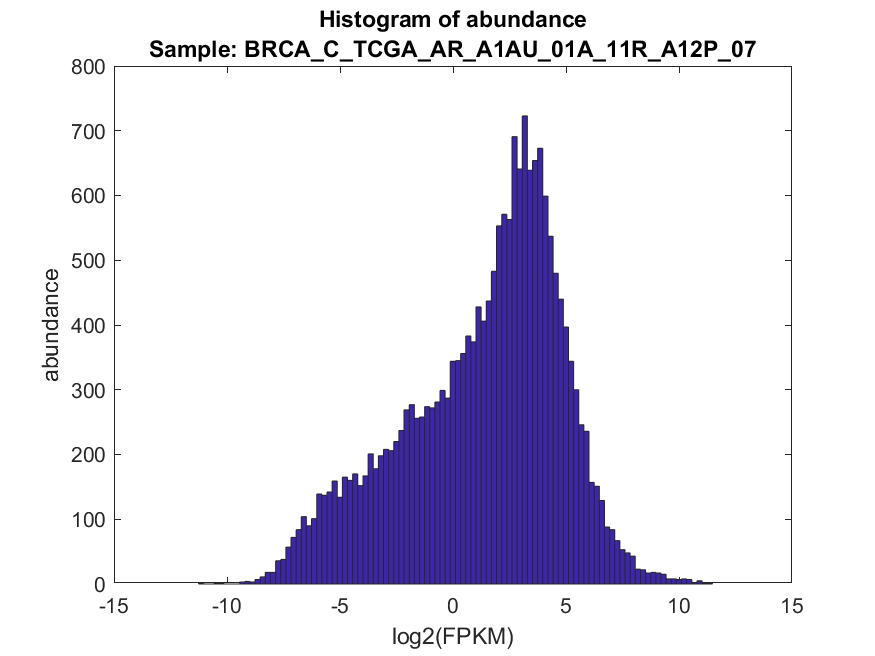 Histogram of abundance
Sample: BRCA_C_TCGA_AR_A1AU_01A_11R_A12P_07
800
700
600
500
400
300
200
100
0
abundance
-15 -10 -5 0 5 10 15
log2(FPKM)